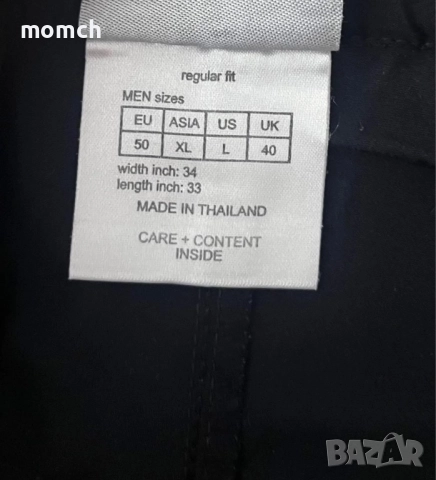 momch
regular fit
MEN sizes
EU ASIA US UK
50 XL L 40
width inch: 34
length inch: 33
MADE IN THAILAND
CARE + CONTENT
INSIDE
BAZAR